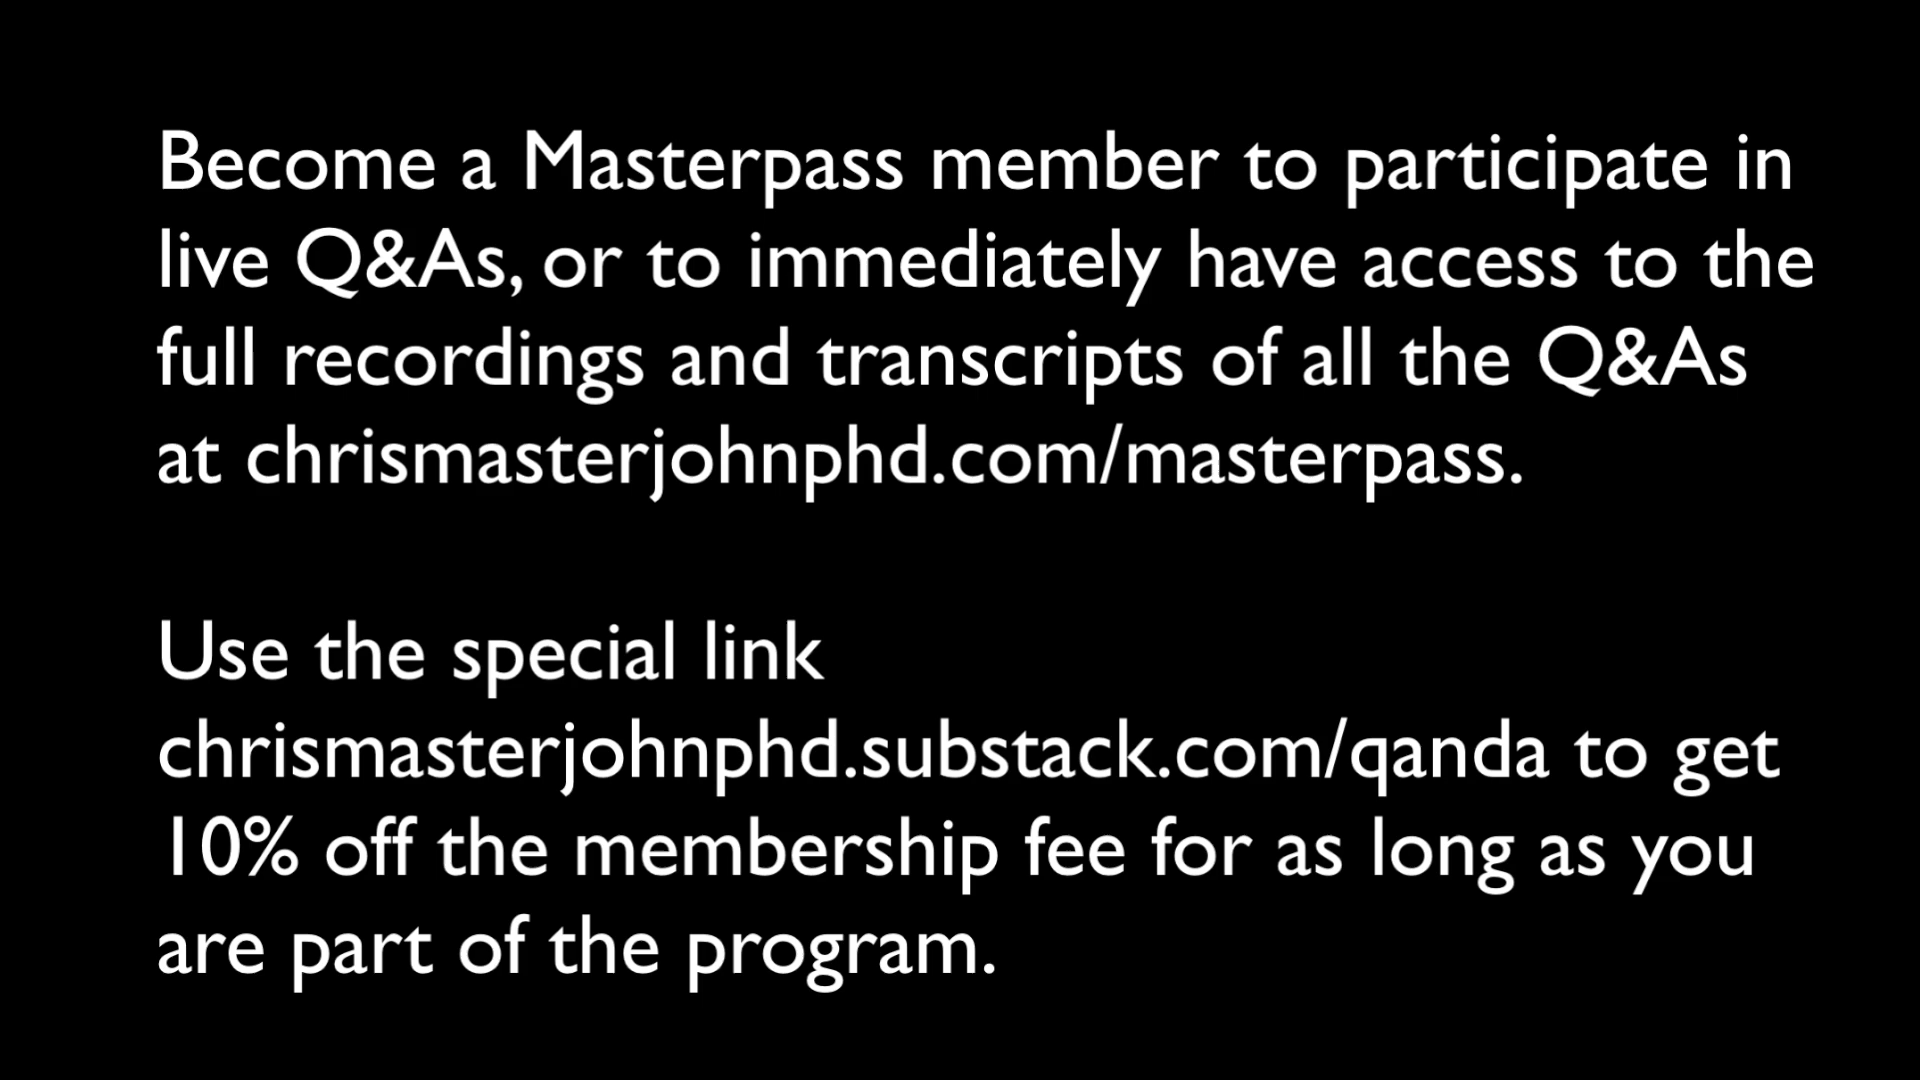 Become a Masterpass member to participate in
live Q&As, or to immediately have access to the
full recordings and transcripts of all the Q&As
at chrismasterjohnphd.com/masterpass.
Use the special link
chrismasterjohnphd.substack.com/qanda to get
10% off the membership fee for as long as you
are part of the program.